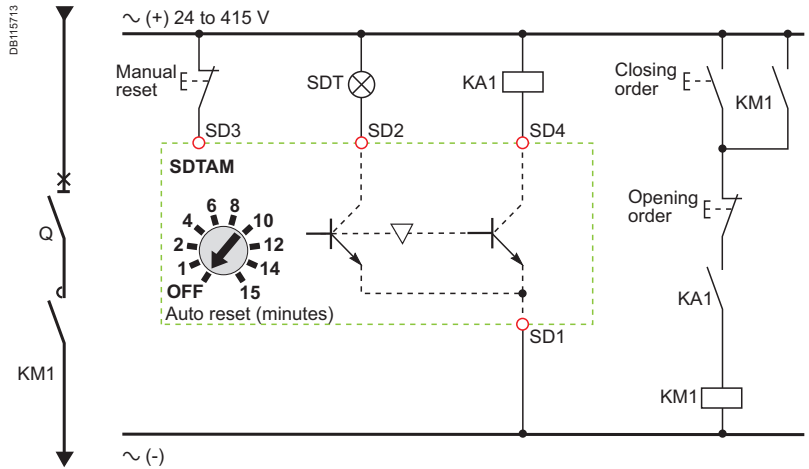 DB115713
∼ (+) 24 to 415 V
Manual
reset
SDT
KA1
Closing
order
KM1
SD3
SD2
SD4
SDTAM
Opening
order
6 8
4 10
2 12
1 14
OFF 15
Auto reset (minutes)
Q
SD1
KA1
KM1
KM1
∼ (-)